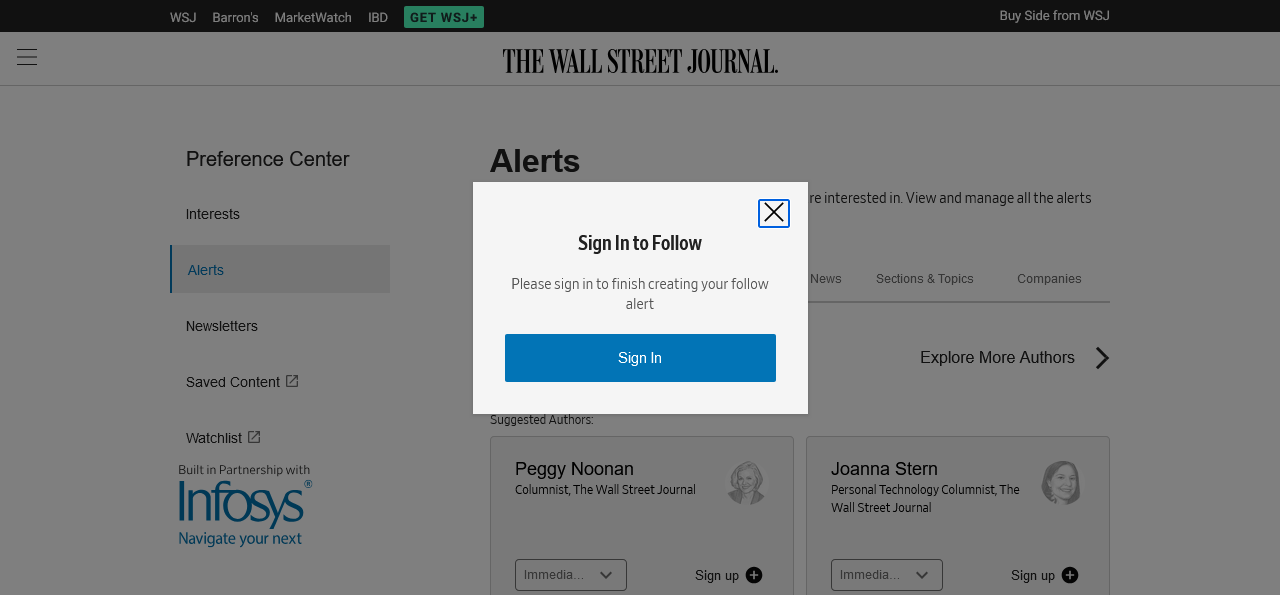 WSJ Barron's MarketWatch IBD GET WSJ+ Buy Side from WSJ
THE WALL STREET JOURNAL.
Preference Center
Interests
Alerts
Newsletters
Saved Content
Watchlist
Built in Partnership with
Infosys®
Navigate your next
Alerts
re interested in. View and manage all the alerts
News Sections & Topics Companies
Explore More Authors
Sign In to Follow
Please sign in to finish creating your follow
alert
Sign In
Suggested Authors:
Peggy Noonan
Columnist, The Wall Street Journal
Immedia...
Sign up
Joanna Stern
Personal Technology Columnist, The
Wall Street Journal
Immedia...
Sign up